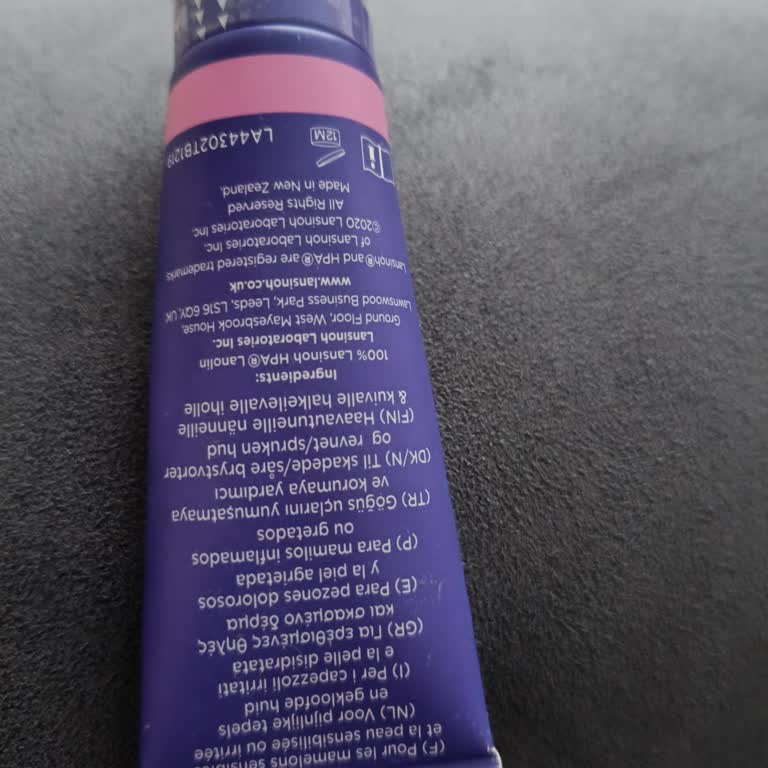 (F) Pour les mamelons
et la peau sensibilisée ou irritée
(NL) Voor pijnlijke tepels
en gekloofde huid
(I) Per i capezzoli irritati
e la pelle disidratata
(GR) Για ερεθισμένες θηλές
και σκασμένο δέρμα
(E) Para pezones dolorosos
y la piel agrietada
(P) Para mamilos inflamados
ou gretados
(TR) Göğüs uçlarını yumuşatmaya
ve korumaya yardımcı
(DK/N) Til skadede/såre brystvorter
og revnet/sprukken hud
(FIN) Haavautuneille nänneille
& kuivalle halkeilevalle iholle
Ingredients:
100% Lansinoh HPA® Lanolin
Lansinoh Laboratories Inc.
Ground Floor, West Mayesbrook House,
Lawnswood Business Park, Leeds, LS16 6QY, UK
www.lansinoh.co.uk
Lansinoh® and HPA® are registered trademarks
of Lansinoh Laboratories Inc.
©2020 Lansinoh Laboratories Inc.
All Rights Reserved
Made in New Zealand.
12M
LA44302TB1219